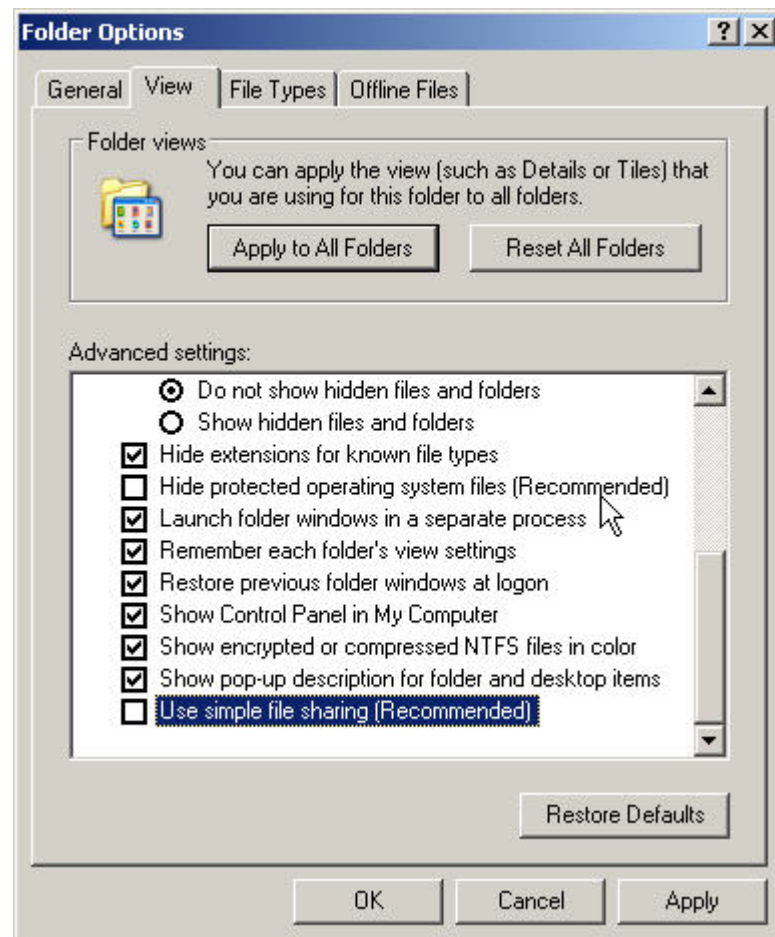 Folder Options
General View File Types Offline Files
Folder views
You can apply the view (such as Details or Tiles) that
you are using for this folder to all folders.
Apply to All Folders Reset All Folders
Advanced settings:
Do not show hidden files and folders
Show hidden files and folders
Hide extensions for known file types
Hide protected operating system files (Recommended)
Launch folder windows in a separate process
Remember each folder's view settings
Restore previous folder windows at logon
Show Control Panel in My Computer
Show encrypted or compressed NTFS files in color
Show pop-up description for folder and desktop items
Use simple file sharing (Recommended)
Restore Defaults
OK Cancel Apply